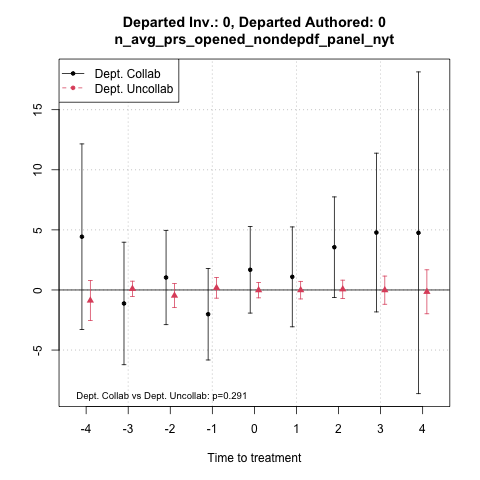 Departed Inv.: 0, Departed Authored: 0
n_avg_prs_opened_nondepdf_panel_nyt
Dept. Collab
Dept. Uncollab
15
10
5
0
-5
Dept. Collab vs Dept. Uncollab: p=0.291
-4 -3 -2 -1 0 1 2 3 4
Time to treatment